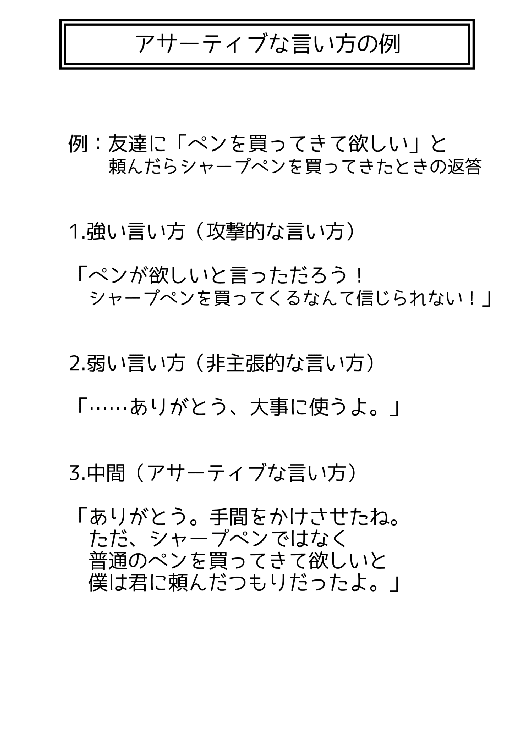 アサーティブな言い方の例
例：友達に「ペンを買ってきて欲しい」と
頼んだらシャープペンを買ってきたときの返答
1.強い言い方（攻撃的な言い方）
「ペンが欲しいと言っただろう！
シャープペンを買ってくるなんて信じられない！」
2.弱い言い方（非主張的な言い方）
「……ありがとう、大事に使うよ。」
3.中間（アサーティブな言い方）
「ありがとう。手間をかけさせたね。
ただ、シャープペンではなく
普通のペンを買ってきて欲しいと
僕は君に頼んだつもりだったよ。」